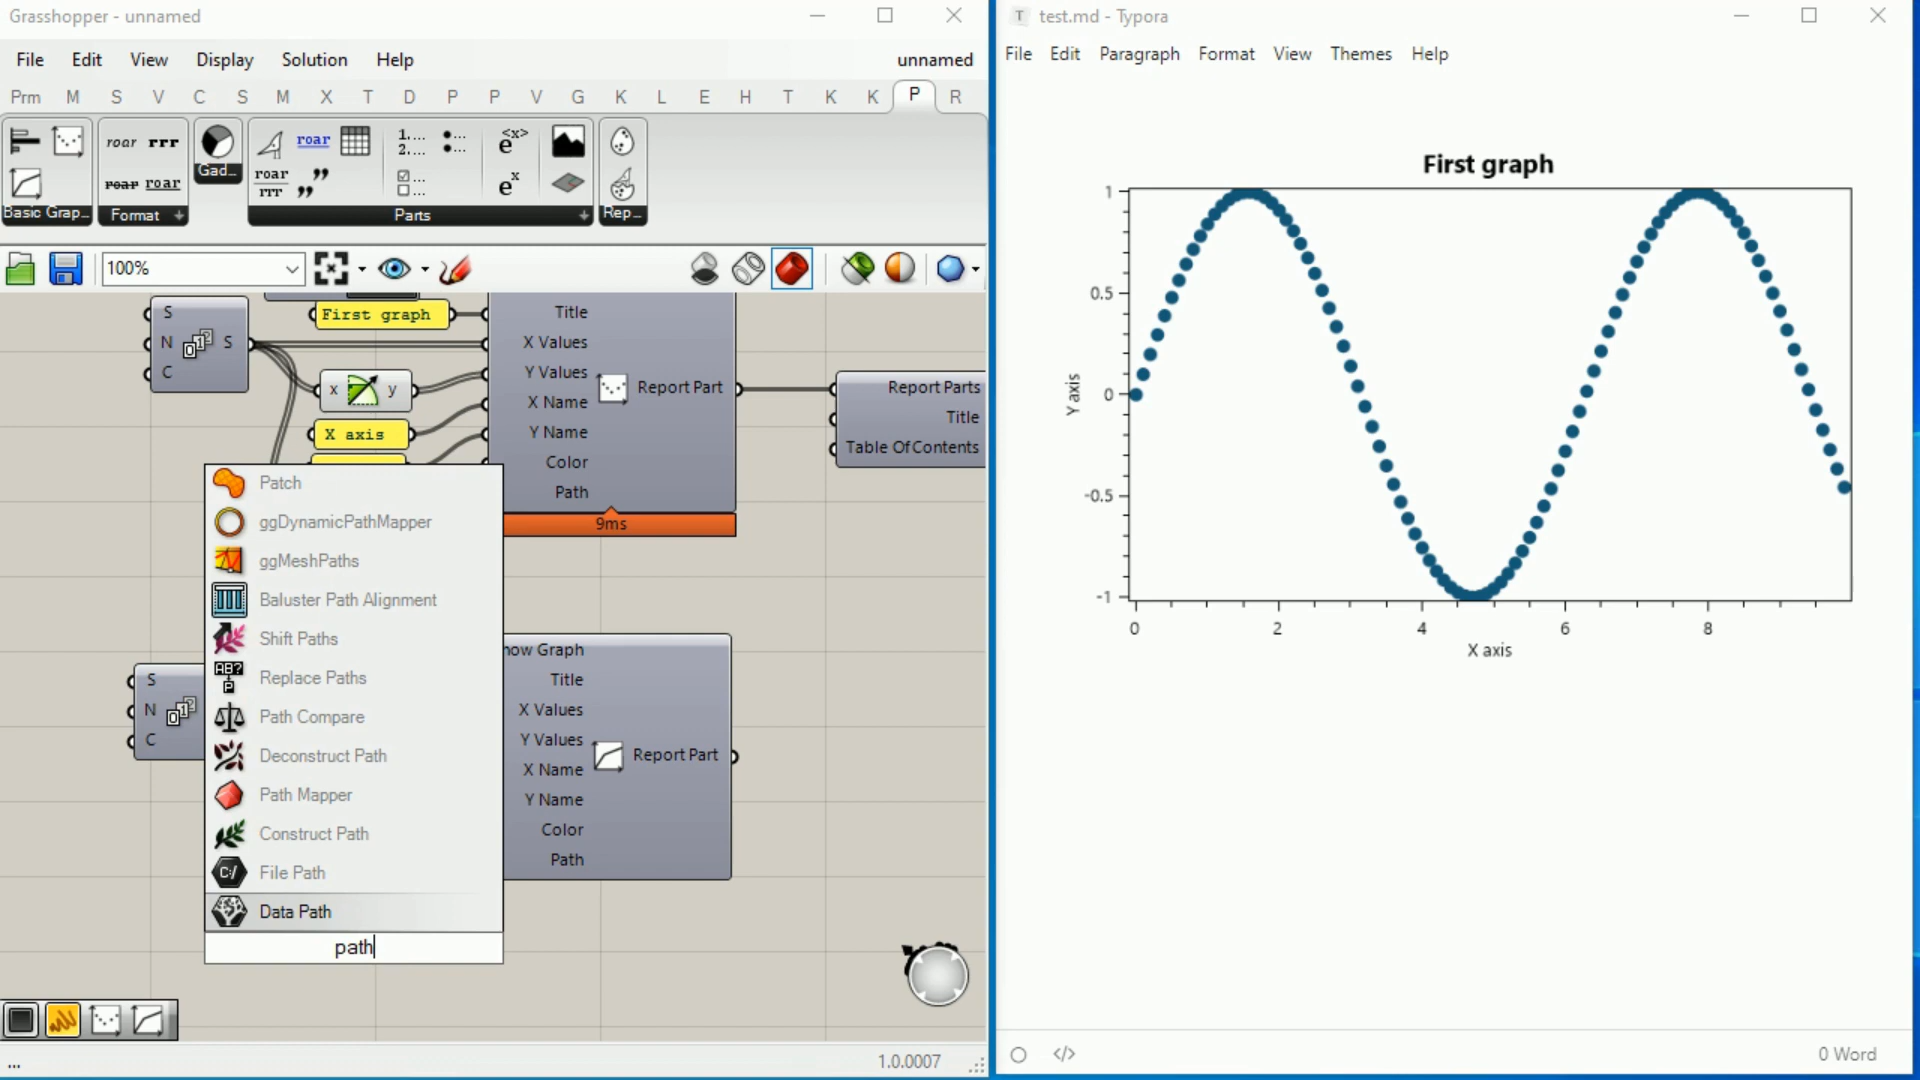 Grasshopper - unnamed
File Edit View Display Solution Help
unnamed
Prm M S V C S M X T D P P V G K L E H T K K P R
roar rrr
roar roar
Gad...
roar
roar
rrr
1....
2....
<x>
e
e^x
Basic Grap...
Format
Parts
Rep...
100%
S
N
C
S
First graph
x y
X axis
Title
X Values
Y Values
X Name
Y Name
Color
Path
Report Part
9ms
Report Parts
Title
Table Of Contents
Patch
ggDynamicPathMapper
ggMeshPaths
Baluster Path Alignment
Shift Paths
Replace Paths
Path Compare
Deconstruct Path
Path Mapper
Construct Path
File Path
Data Path
path
S
N
C
how Graph
Title
X Values
Y Values
X Name
Y Name
Color
Path
Report Part
...
1.0.0007
T test.md - Typora
File Edit Paragraph Format View Themes Help
First graph
1
0.5
0
-0.5
-1
Y axis
0 2 4 6 8
X axis
</>
0 Word